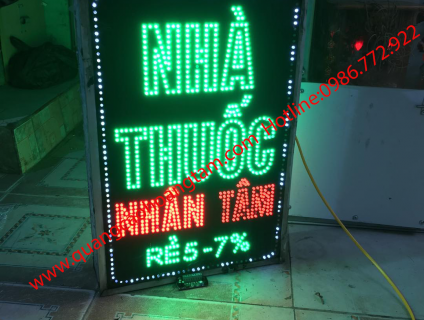 NHÀ
THUỐC
NHÂN TÂM
RẺ 5-7%
Hotline:0986.772.922